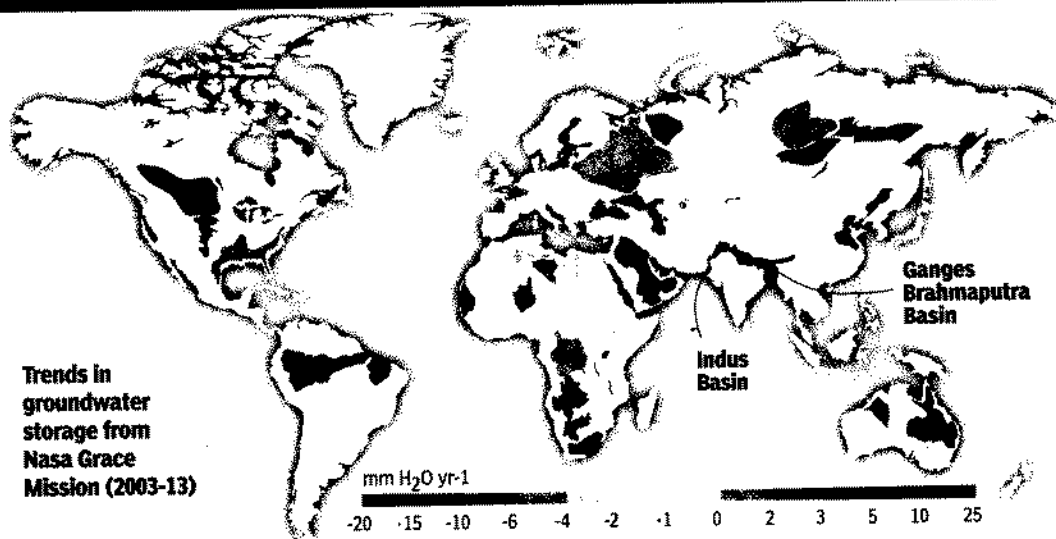 Ganges
Brahmaputra
Basin
Indus
Basin
Trends in
groundwater
storage from
Nasa Grace
Mission (2003-13)
mm H₂O yr-1
-20 -15 -10 -6 -4 -2 -1 0 2 3 5 10 25